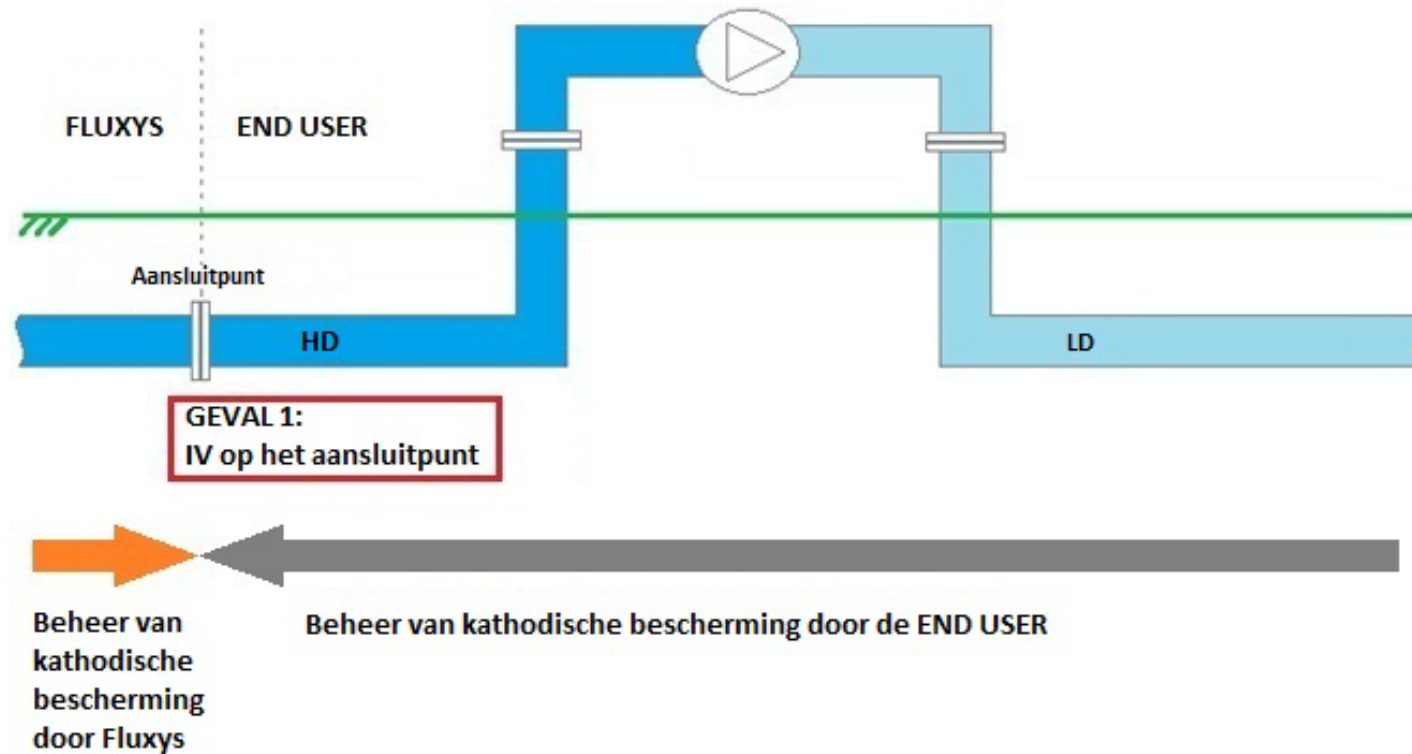 FLUXYS
END USER
Aansluitpunt
HD
LD
GEVAL 1:
IV op het aansluitpunt
Beheer van
kathodische
bescherming
door Fluxys
Beheer van kathodische bescherming door de END USER